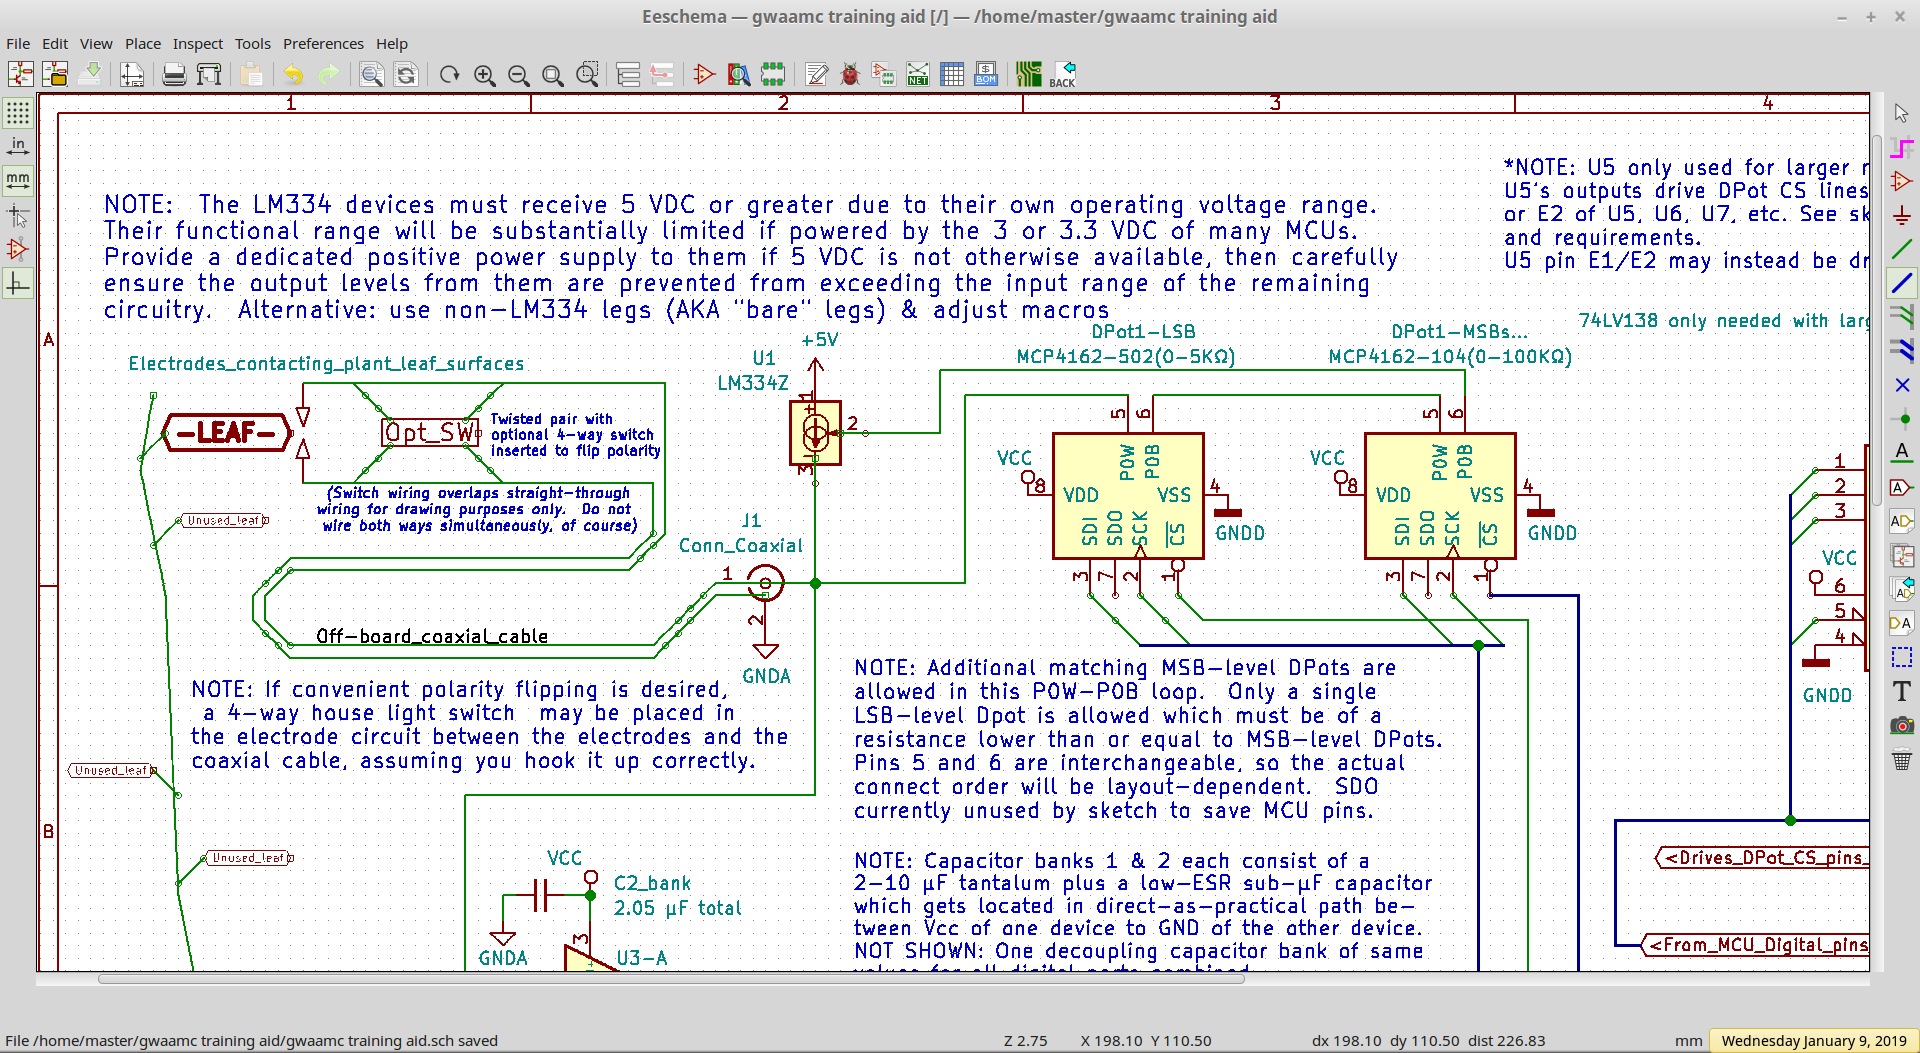 Eeschema — gwaamc training aid [/] — /home/master/gwaamc training aid
File Edit View Place Inspect Tools Preferences Help
NET
BOM
BACK
in
mm
1 2 3 4
*NOTE: U5 only used for larger
U5's outputs drive DPot CS lines
or E2 of U5, U6, U7, etc. See
and requirements.
U5 pin E1/E2 may instead be
NOTE: The LM334 devices must receive 5 VDC or greater due to their own operating voltage range.
Their functional range will be substantially limited if powered by the 3 or 3.3 VDC of many MCUs.
Provide a dedicated positive power supply to them if 5 VDC is not otherwise available, then carefully
ensure the output levels from them are prevented from exceeding the input range of the remaining
circuitry. Alternative: use non-LM334 legs (AKA "bare" legs) & adjust macros
74LV138 only needed with
A
Electrodes_contacting_plant_leaf_surfaces
+5V
U1
LM334Z
1
2
3
DPot1-LSB
MCP4162-502(0-5KΩ)
DPot1-MSBs...
MCP4162-104(0-100KΩ)
-LEAF-
Opt_SW
Twisted pair with
optional 4-way switch
inserted to flip polarity
(Switch wiring overlaps straight-through
wiring for drawing purposes only. Do not
wire both ways simultaneously, of course)
Unused_leaf
5 6
VCC
8
VDD P0W P0B VSS
4
GNDD
SDI SDO SCK CS
3 7 2 1
5 6
VCC
8
VDD P0W P0B VSS
4
GNDD
SDI SDO SCK CS
3 7 2 1
J1
Conn_Coaxial
1
2
GNDA
Off-board_coaxial_cable
1
2
3
VCC
6
5
4
GNDD
NOTE: If convenient polarity flipping is desired,
a 4-way house light switch may be placed in
the electrode circuit between the electrodes and the
coaxial cable, assuming you hook it up correctly.
NOTE: Additional matching MSB-level DPots are
allowed in this P0W-P0B loop. Only a single
LSB-level Dpot is allowed which must be of a
resistance lower than or equal to MSB-level DPots.
Pins 5 and 6 are interchangeable, so the actual
connect order will be layout-dependent. SDO
currently unused by sketch to save MCU pins.
Unused_leaf
B
Unused_leaf
VCC
C2_bank
2.05 µF total
GNDA
3
U3-A
NOTE: Capacitor banks 1 & 2 each consist of a
2-10 µF tantalum plus a low-ESR sub-µF capacitor
which gets located in direct-as-practical path be-
tween Vcc of one device to GND of the other device.
NOT SHOWN: One decoupling capacitor bank of same
<Drives_DPot_CS_pins_
<From_MCU_Digital_pins
File /home/master/gwaamc training aid/gwaamc training aid.sch saved
Z 2.75 X 198.10 Y 110.50 dx 198.10 dy 110.50 dist 226.83 mm
Wednesday January 9, 2019